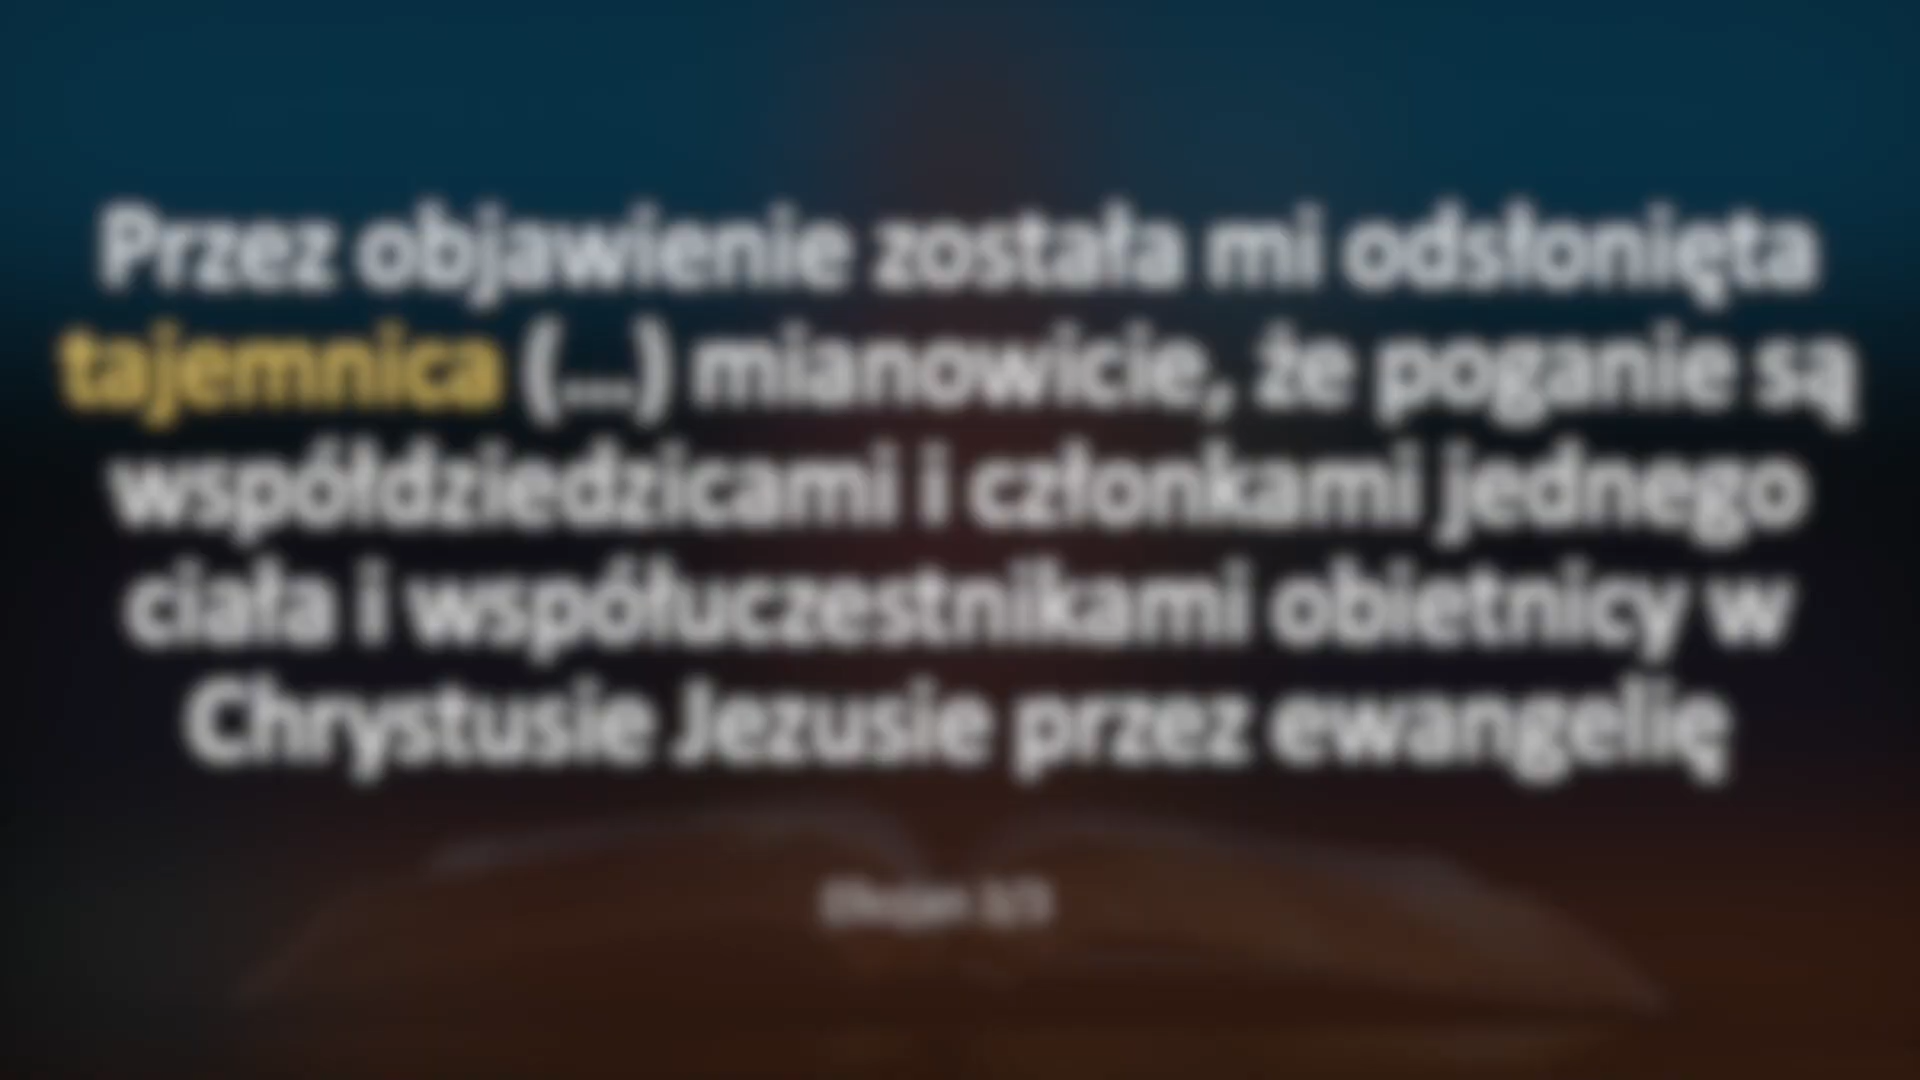 Przez objawienie została mi odsłonięta
tajemnica (...) mianowicie, że poganie są
współdziedzicami i członkami jednego
ciała i współuczestnikami obietnicy w
Chrystusie Jezusie przez ewangelię